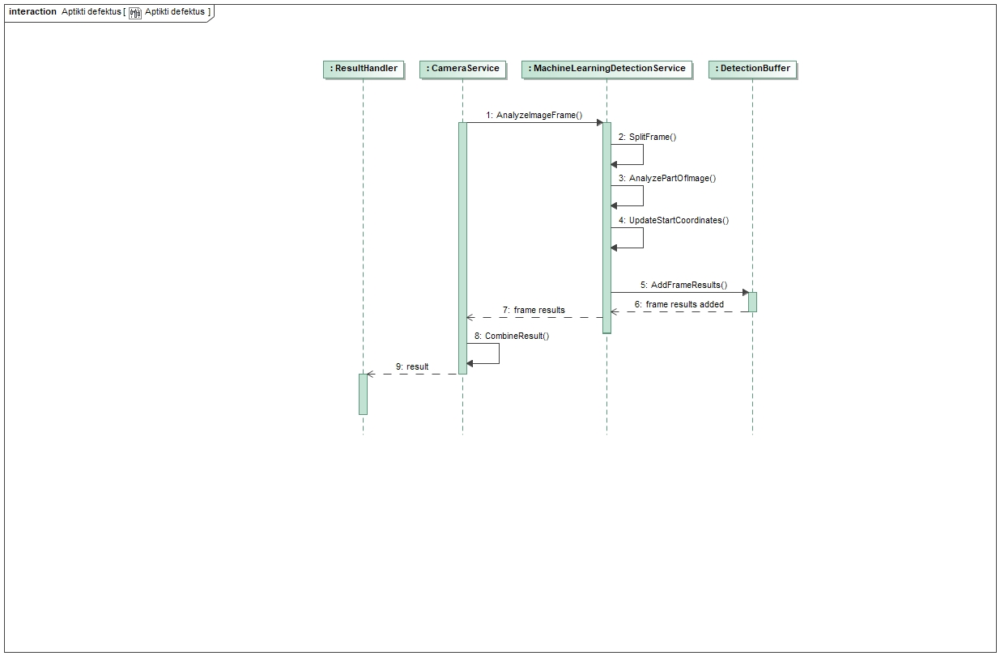 interaction Aptikti defektus [ Aptikti defektus ]
: ResultHandler
: CameraService
: MachineLearningDetectionService
: DetectionBuffer
1: AnalyzeImageFrame()
2: SplitFrame()
3: AnalyzePartOfImage()
4: UpdateStartCoordinates()
5: AddFrameResults()
6: frame results added
7: frame results
8: CombineResult()
9: result